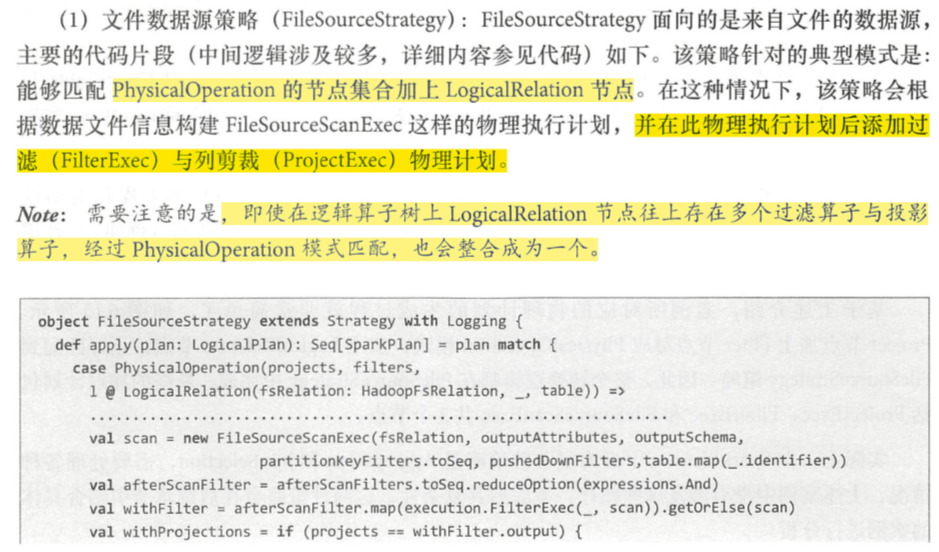 （1）文件数据源策略（FileSourceStrategy）：FileSourceStrategy 面向的是来自文件的数据源，
主要的代码片段（中间逻辑涉及较多，详细内容参见代码）如下。该策略针对的典型模式是：
能够匹配 PhysicalOperation 的节点集合加上 LogicalRelation 节点。在这种情况下，该策略会根
据数据文件信息构建 FileSourceScanExec 这样的物理执行计划，并在此物理执行计划后添加过
滤（FilterExec）与列剪裁（ProjectExec）物理计划。
Note： 需要注意的是，即使在逻辑算子树上 LogicalRelation 节点往上存在多个过滤算子与投影
算子，经过 PhysicalOperation 模式匹配，也会整合成为一个。
object FileSourceStrategy extends Strategy with Logging {
def apply(plan: LogicalPlan): Seq[SparkPlan] = plan match {
case PhysicalOperation(projects, filters,
l @ LogicalRelation(fsRelation: HadoopFsRelation, _, table)) =>
......................................................................
val scan = new FileSourceScanExec(fsRelation, outputAttributes, outputSchema,
partitionKeyFilters.toSeq, pushedDownFilters,table.map(_.identifier))
val afterScanFilter = afterScanFilters.toSeq.reduceOption(expressions.And)
val withFilter = afterScanFilter.map(execution.FilterExec(_, scan)).getOrElse(scan)
val withProjections = if (projects == withFilter.output) {